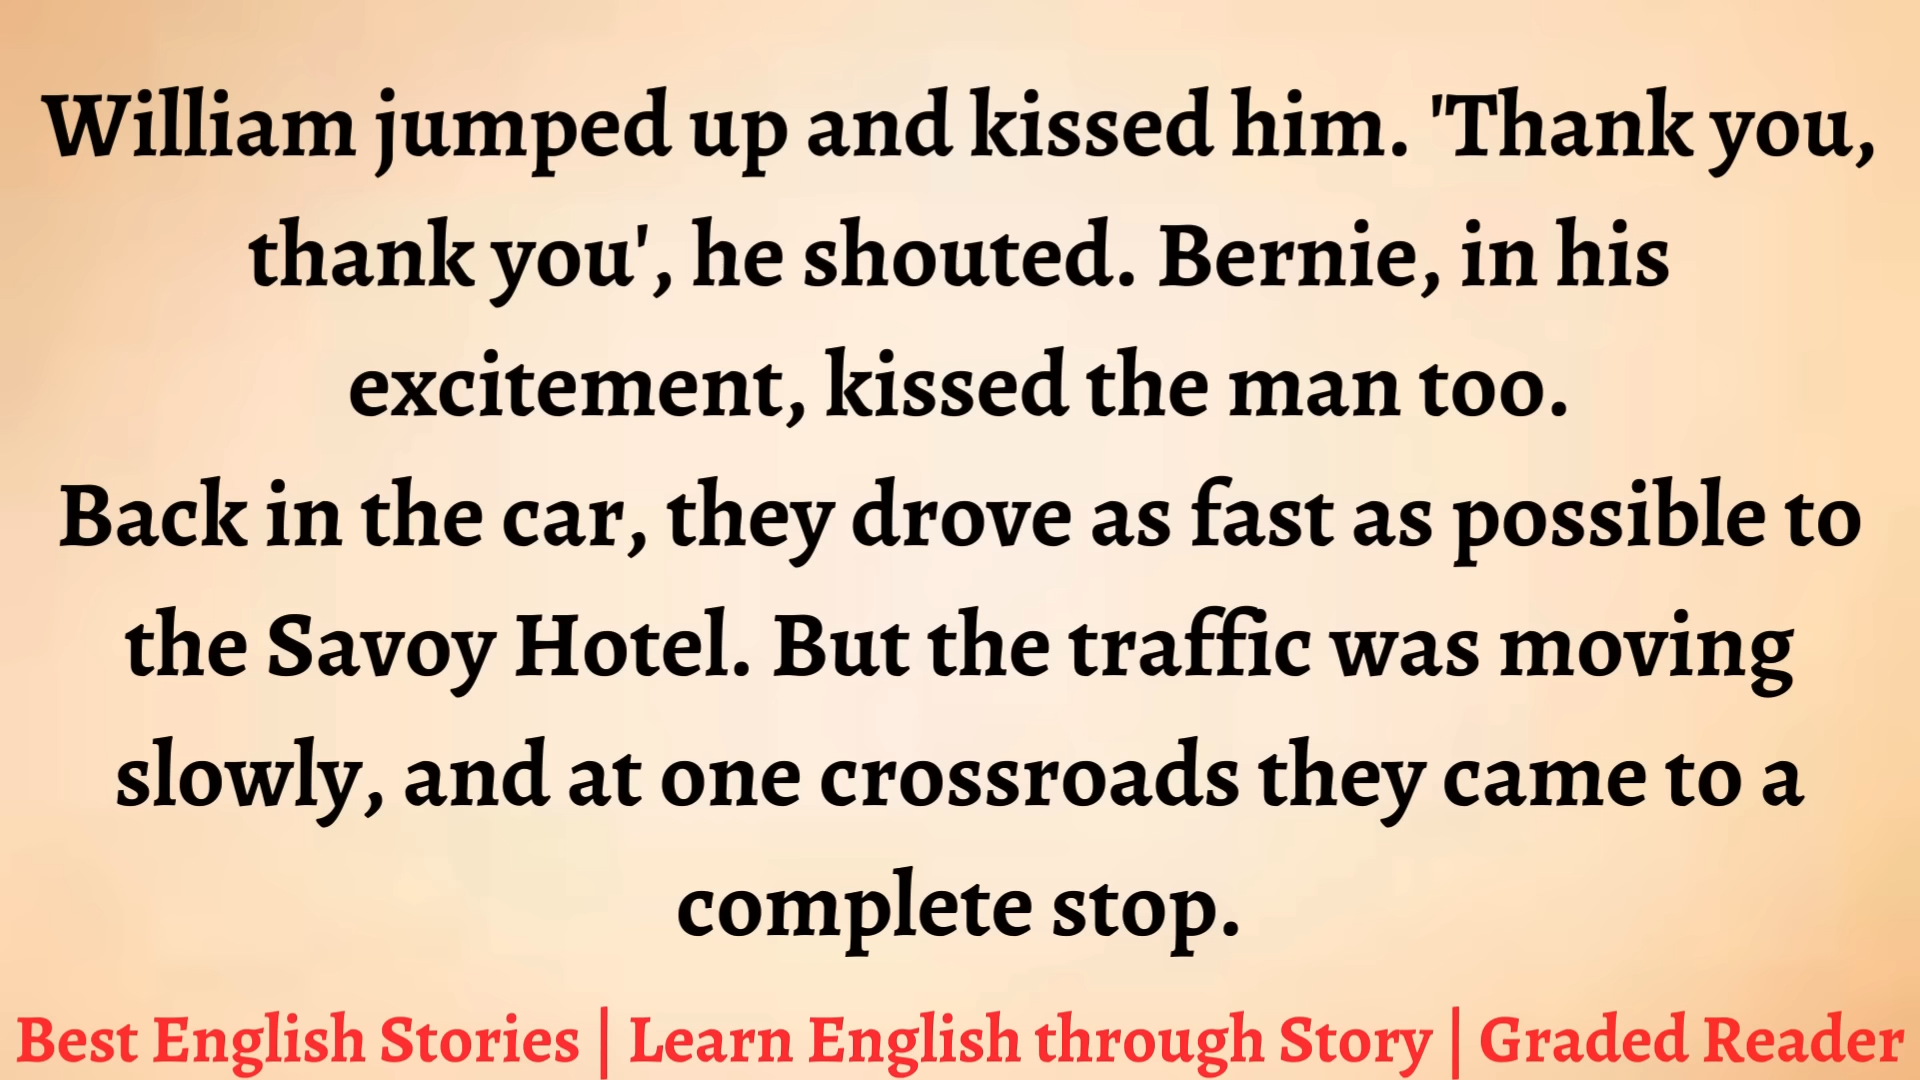 William jumped up and kissed him. 'Thank you,
thank you', he shouted. Bernie, in his
excitement, kissed the man too.
Back in the car, they drove as fast as possible to
the Savoy Hotel. But the traffic was moving
slowly, and at one crossroads they came to a
complete stop.
Best English Stories | Learn English through Story | Graded Reader